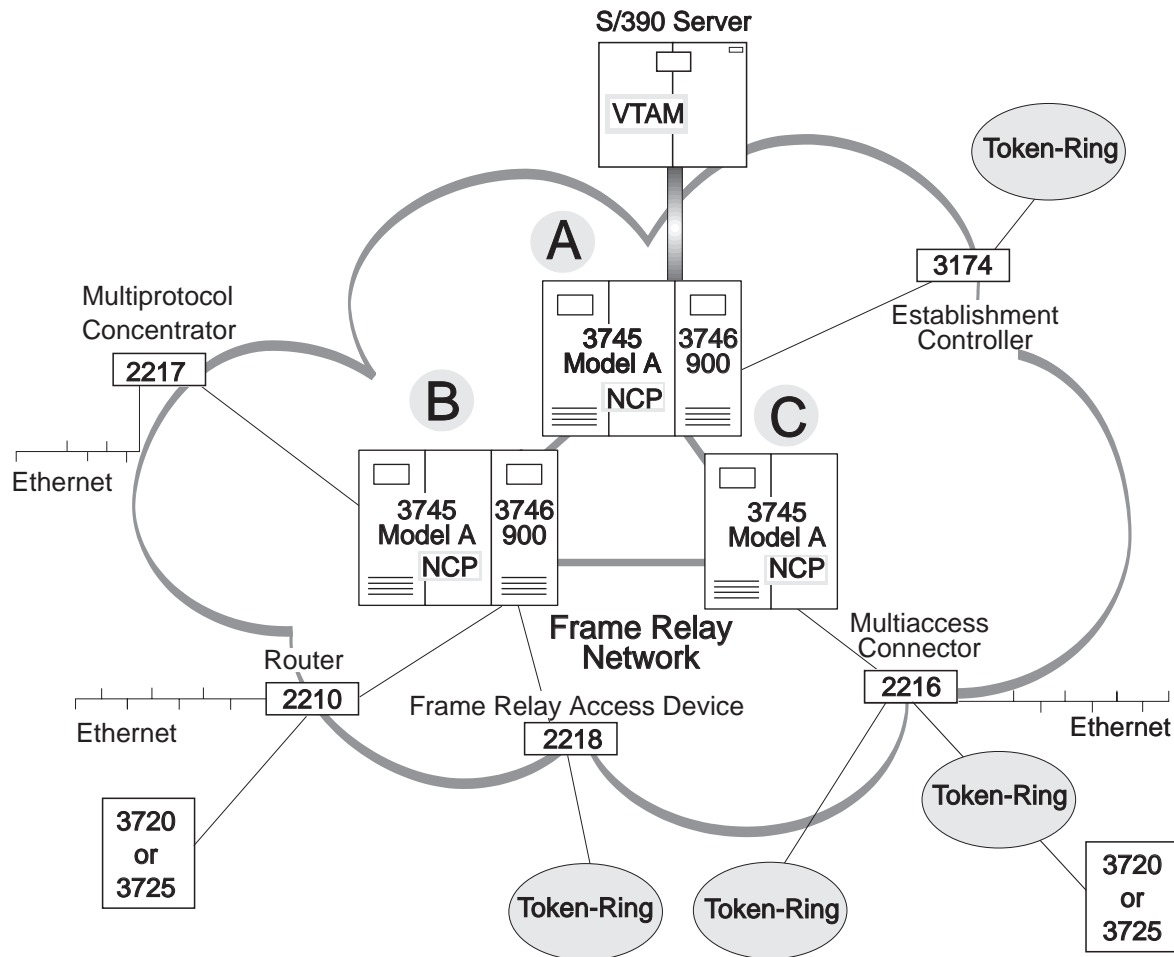 S/390 Server
VTAM
Token-Ring
A
3174
Establishment
Controller
Multiprotocol
Concentrator
2217
Ethernet
3745
Model A
NCP
3746
900
B
3745
Model A
NCP
3746
900
C
3745
Model A
NCP
Frame Relay
Network
Router
2210
Ethernet
Frame Relay Access Device
2218
Multiaccess
Connector
2216
Ethernet
3720
or
3725
Token-Ring
Token-Ring
Token-Ring
3720
or
3725